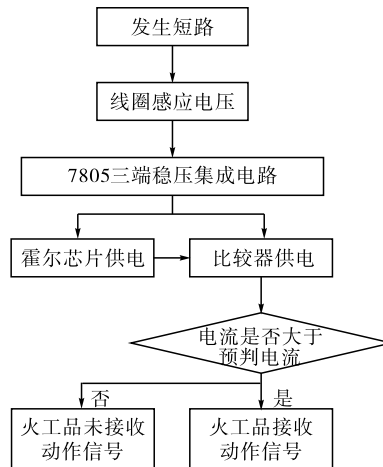 发生短路
线圈感应电压
7805三端稳压集成电路
霍尔芯片供电
比较器供电
电流是否大于
预判电流
否
是
火工品未接收
动作信号
火工品接收
动作信号